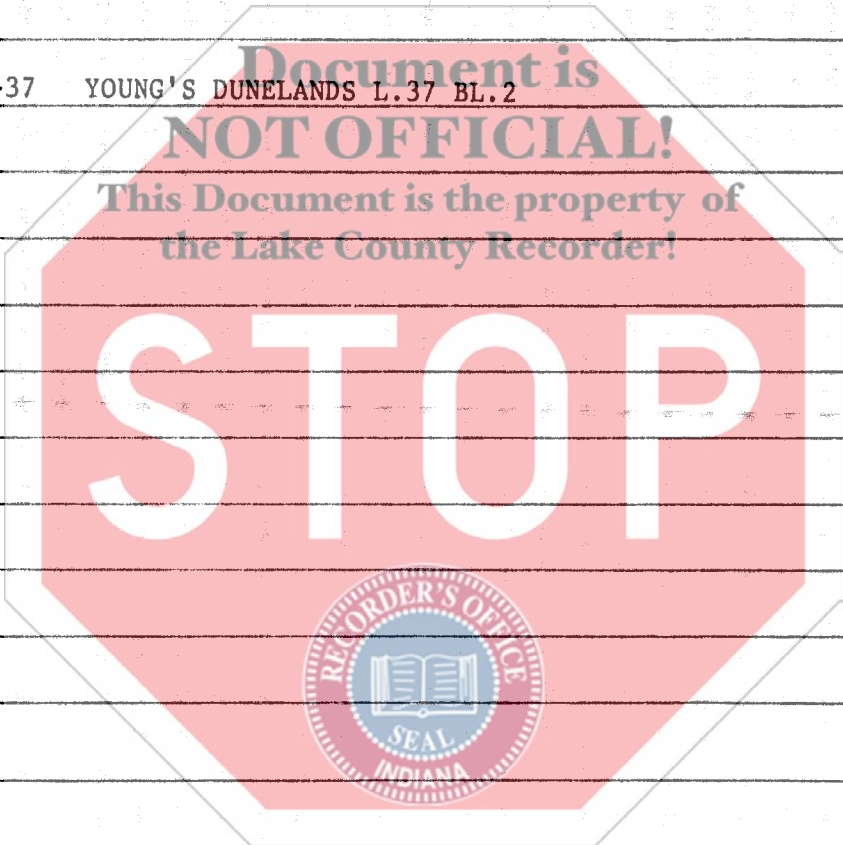 Document is
-37 YOUNG'S DUNELANDS L.37 BL.2
NOT OFFICIAL!
This Document is the property of
the Lake County Recorder!
STOP
RECORDER'S OFFICE
SEAL
INDIANA